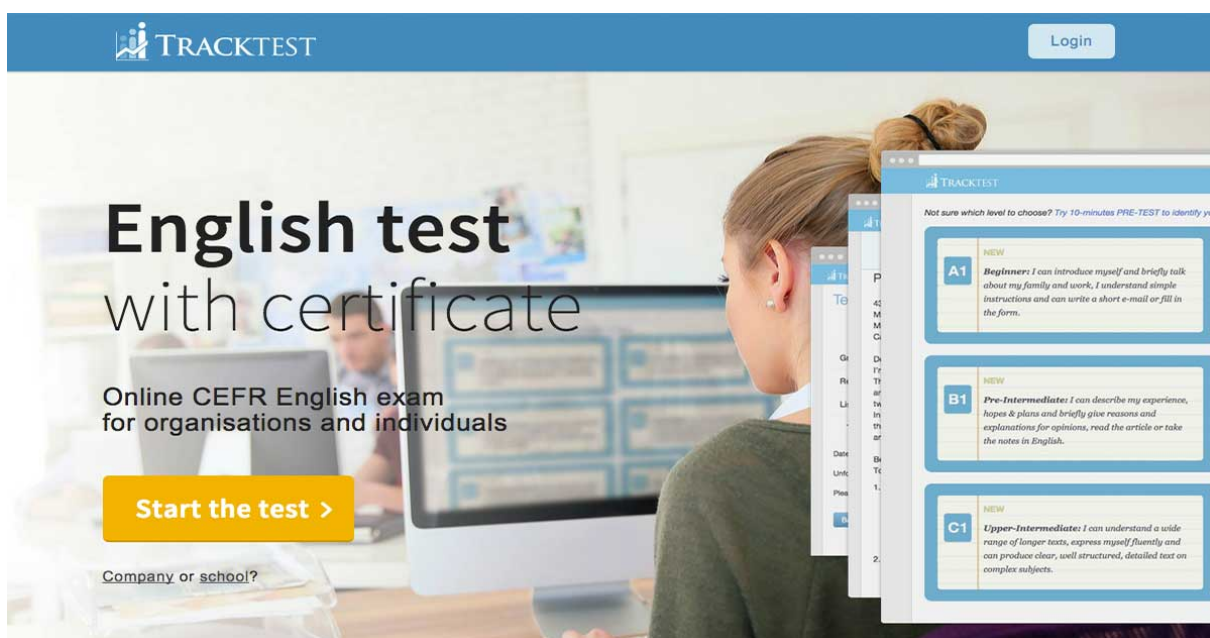 TRACKTEST
Login
English test
with certificate
Online CEFR English exam
for organisations and individuals
Start the test >
Company or school?
TRACKTEST
Not sure which level to choose? Try 10-minutes PRE-TEST to identify
A1
NEW
Beginner: I can introduce myself and briefly talk
about my family and work, I understand simple
instructions and can write a short e-mail or fill in
the form.
B1
NEW
Pre-Intermediate: I can describe my experience,
hopes & plans and briefly give reasons and
explanations for opinions, read the article or take
the notes in English.
C1
NEW
Upper-Intermediate: I can understand a wide
range of longer texts, express myself fluently and
can produce clear, well structured, detailed text on
complex subjects.
1.
2.